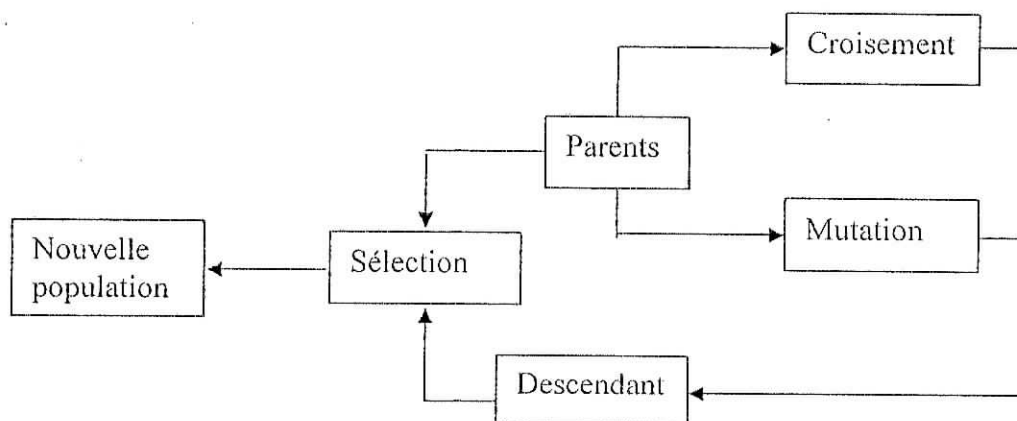 Croisement
Parents
Mutation
Nouvelle
population
Sélection
Descendant